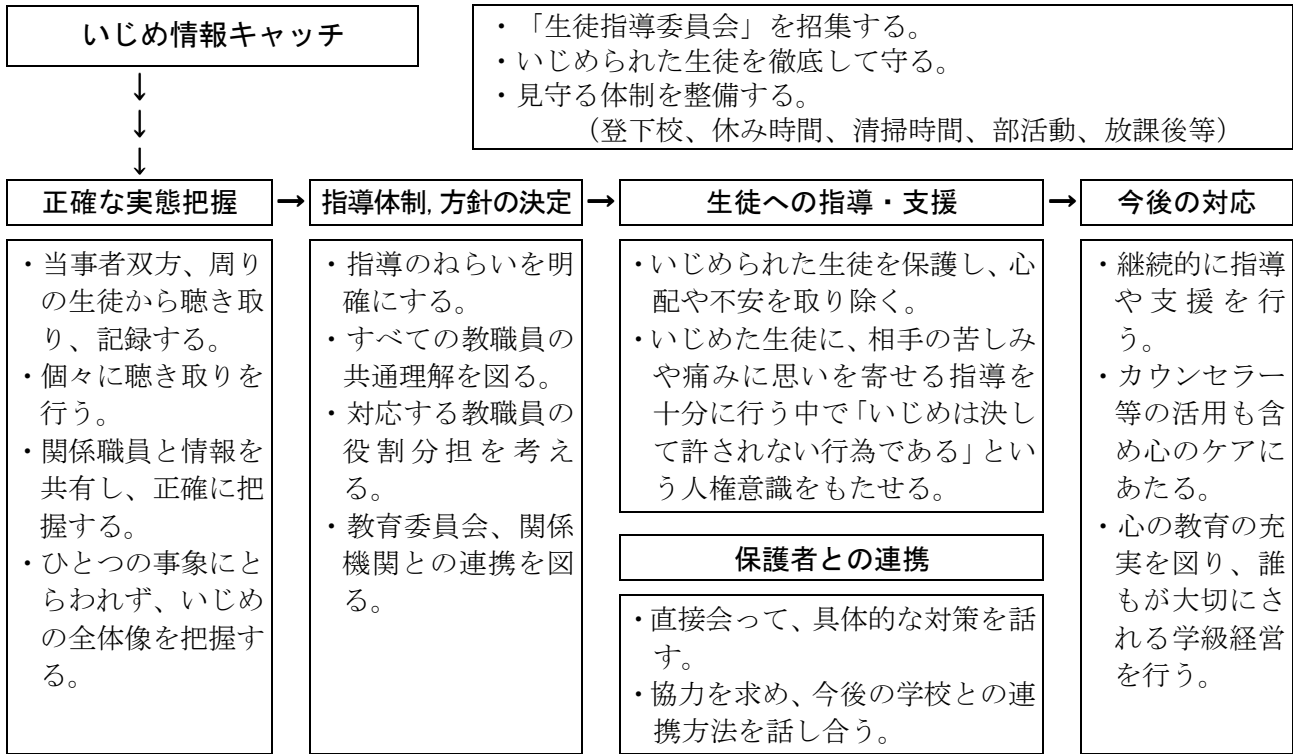 いじめ情報キャッチ
・「生徒指導委員会」を招集する。
・いじめられた生徒を徹底して守る。
・見守る体制を整備する。
（登下校、休み時間、清掃時間、部活動、放課後等）
↓
↓
↓
正確な実態把握
→
指導体制,方針の決定
→
生徒への指導・支援
→
今後の対応
・当事者双方、周り
の生徒から聴き取
り、記録する。
・個々に聴き取りを
行う。
・関係職員と情報を
共有し、正確に把
握する。
・ひとつの事象にと
らわれず、いじめ
の全体像を把握す
る。
・指導のねらいを明
確にする。
・すべての教職員の
共通理解を図る。
・対応する教職員の
役割分担を考え
る。
・教育委員会、関係
機関との連携を図
る。
・いじめられた生徒を保護し、心
配や不安を取り除く。
・いじめた生徒に、相手の苦しみ
や痛みに思いを寄せる指導を
十分に行う中で「いじめは決し
て許されない行為である」とい
う人権意識をもたせる。
保護者との連携
・直接会って、具体的な対策を話
す。
・協力を求め、今後の学校との連
携方法を話し合う。
・継続的に指導
や支援を行
う。
・カウンセラー
等の活用も含
め心のケアに
あたる。
・心の教育の充
実を図り、誰
もが大切にさ
れる学級経営
を行う。